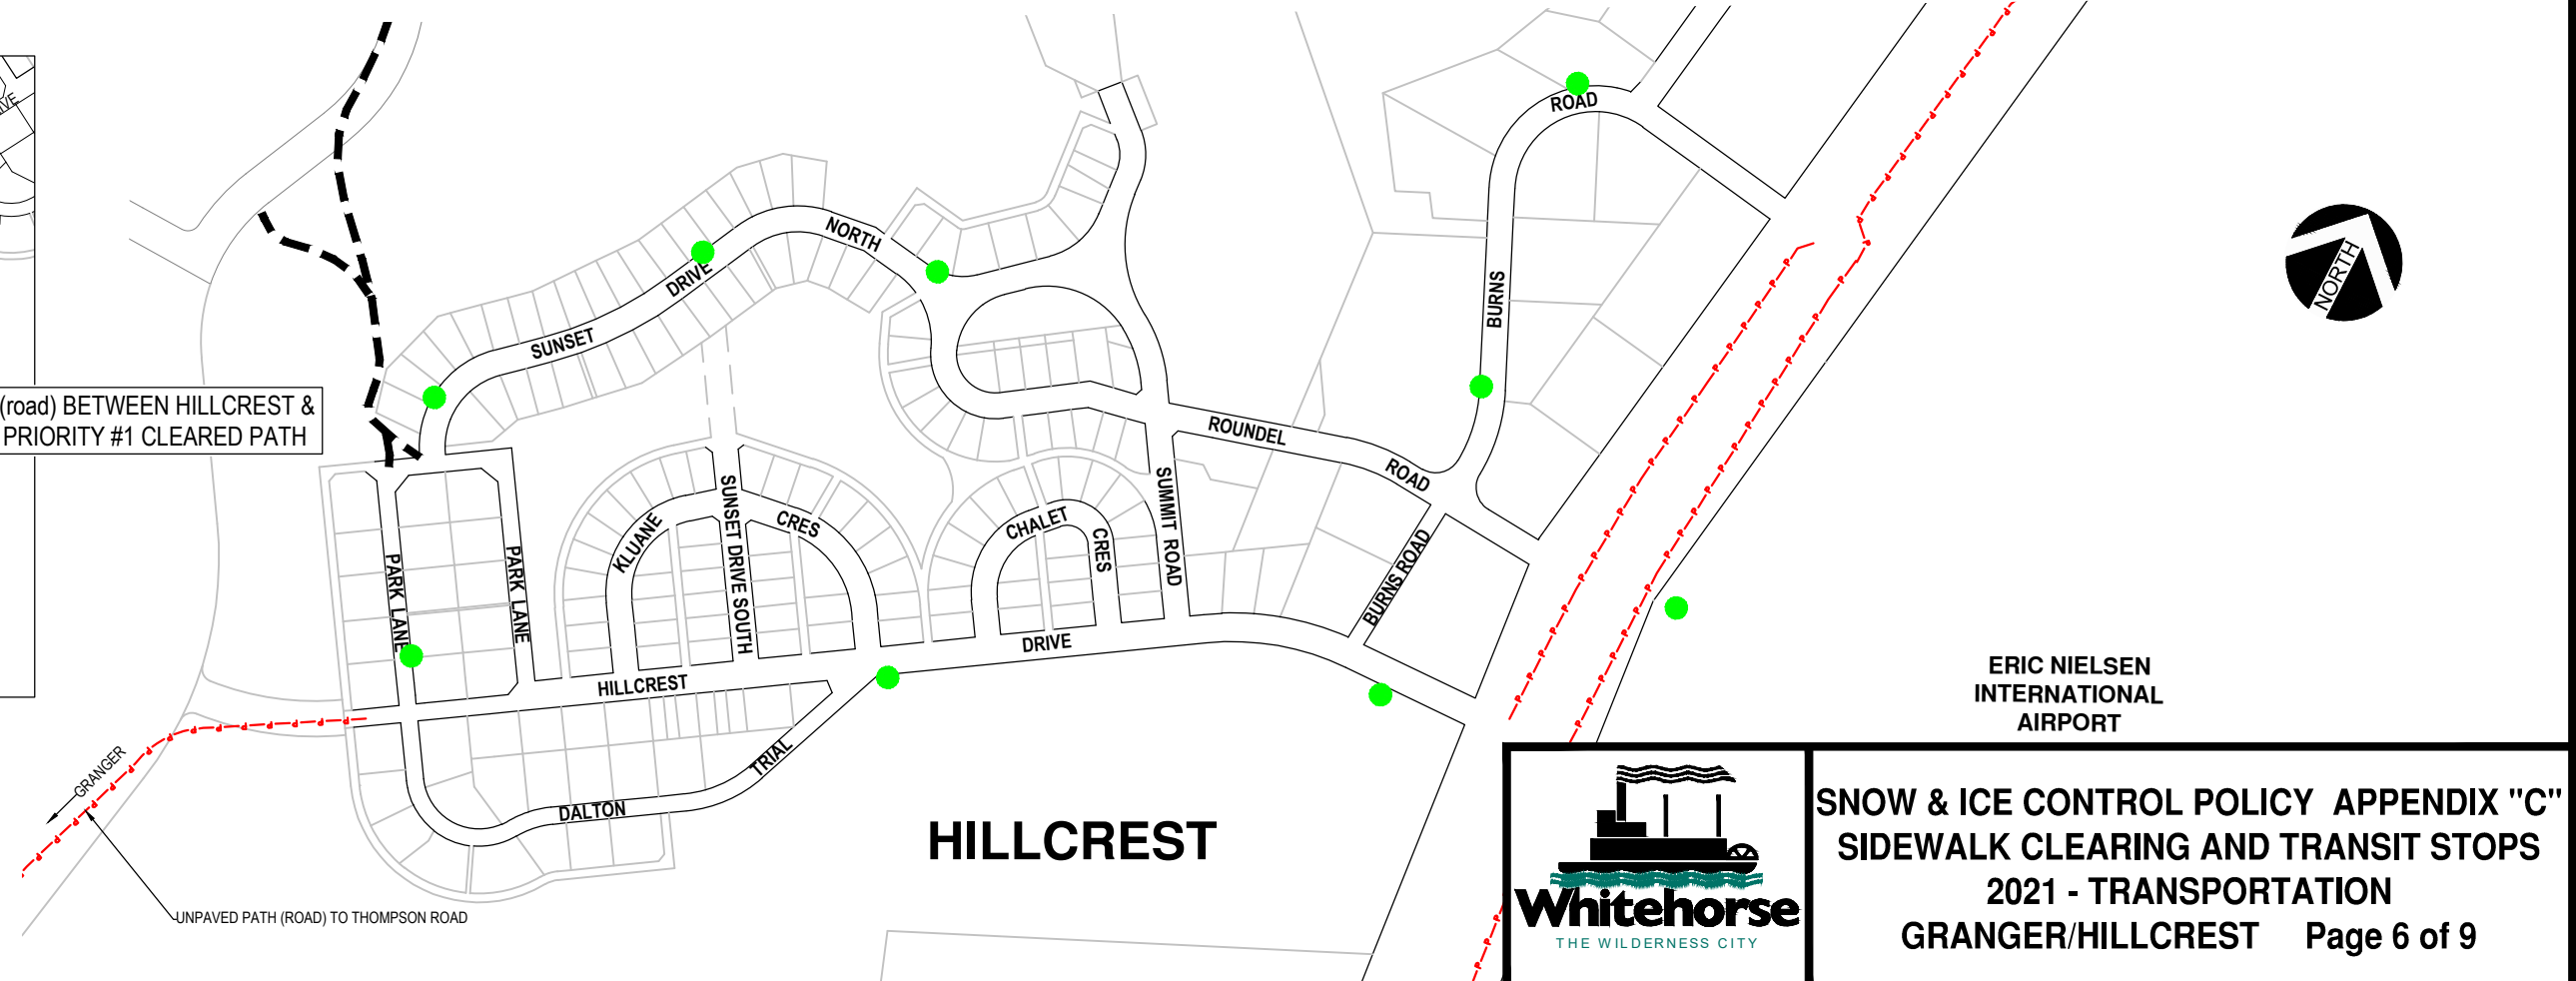 ROAD
NORTH
DRIVE
NORTH
BURNS
SUNSET
(road) BETWEEN HILLCREST &
PRIORITY #1 CLEARED PATH
ROUNDEL
ROAD
SUMMIT ROAD
SUNSET DRIVE SOUTH
KLUANE
CRES
CHALET
CRES
PARK LANE
PARK LANE
BURNS ROAD
DRIVE
HILLCREST
ERIC NIELSEN
INTERNATIONAL
AIRPORT
GRANGER
TRIAL
DALTON
HILLCREST
UNPAVED PATH (ROAD) TO THOMPSON ROAD
Whitehorse
THE WILDERNESS CITY
SNOW & ICE CONTROL POLICY APPENDIX "C"
SIDEWALK CLEARING AND TRANSIT STOPS
2021 - TRANSPORTATION
GRANGER/HILLCREST Page 6 of 9